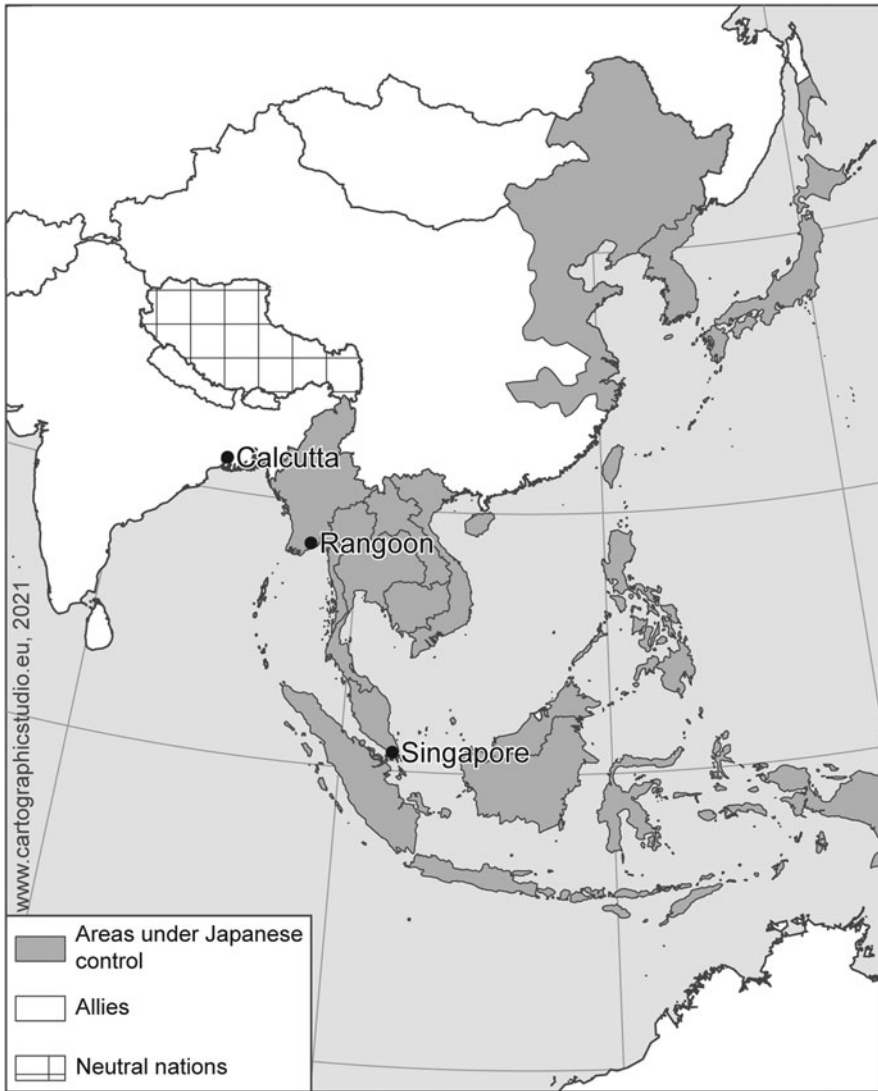 Calcutta
Rangoon
Singapore
www.cartographicstudio.eu, 2021
Areas under Japanese
control
Allies
Neutral nations